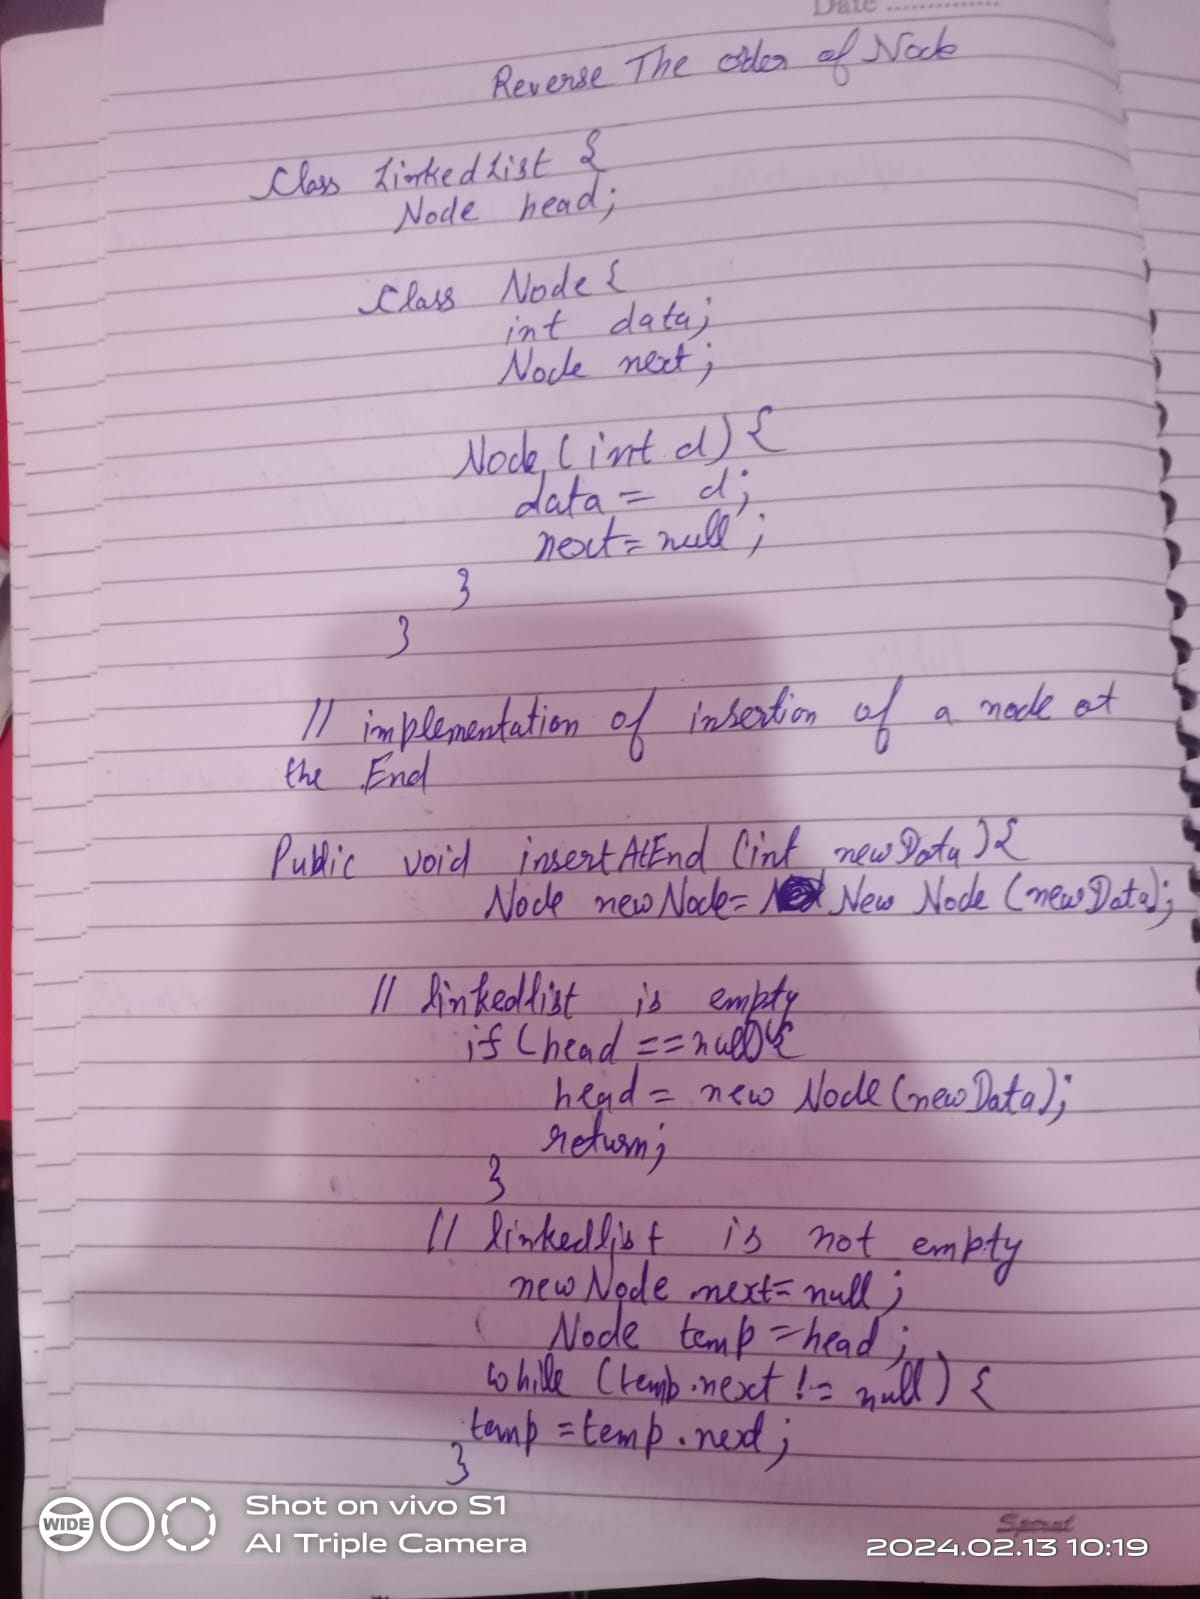 Date ..............
Reverse The order of Node
Class LinkedList {
Node head;
Class Node {
int data;
Node next;
Node (int d) {
data = d;
next = null;
}
}
// implementation of insertion of a node at
the End
Public void insertAtEnd (int newData) {
Node newNode = New Node (newData);
// linkedlist is empty
if (head == null) {
head = new Node (newData);
return;
}
// linkedlist is not empty
newNode.next = null;
Node temp = head;
while (temp.next != null) {
temp = temp.next;
}
WIDE
Shot on vivo S1
AI Triple Camera
2024.02.13 10:19